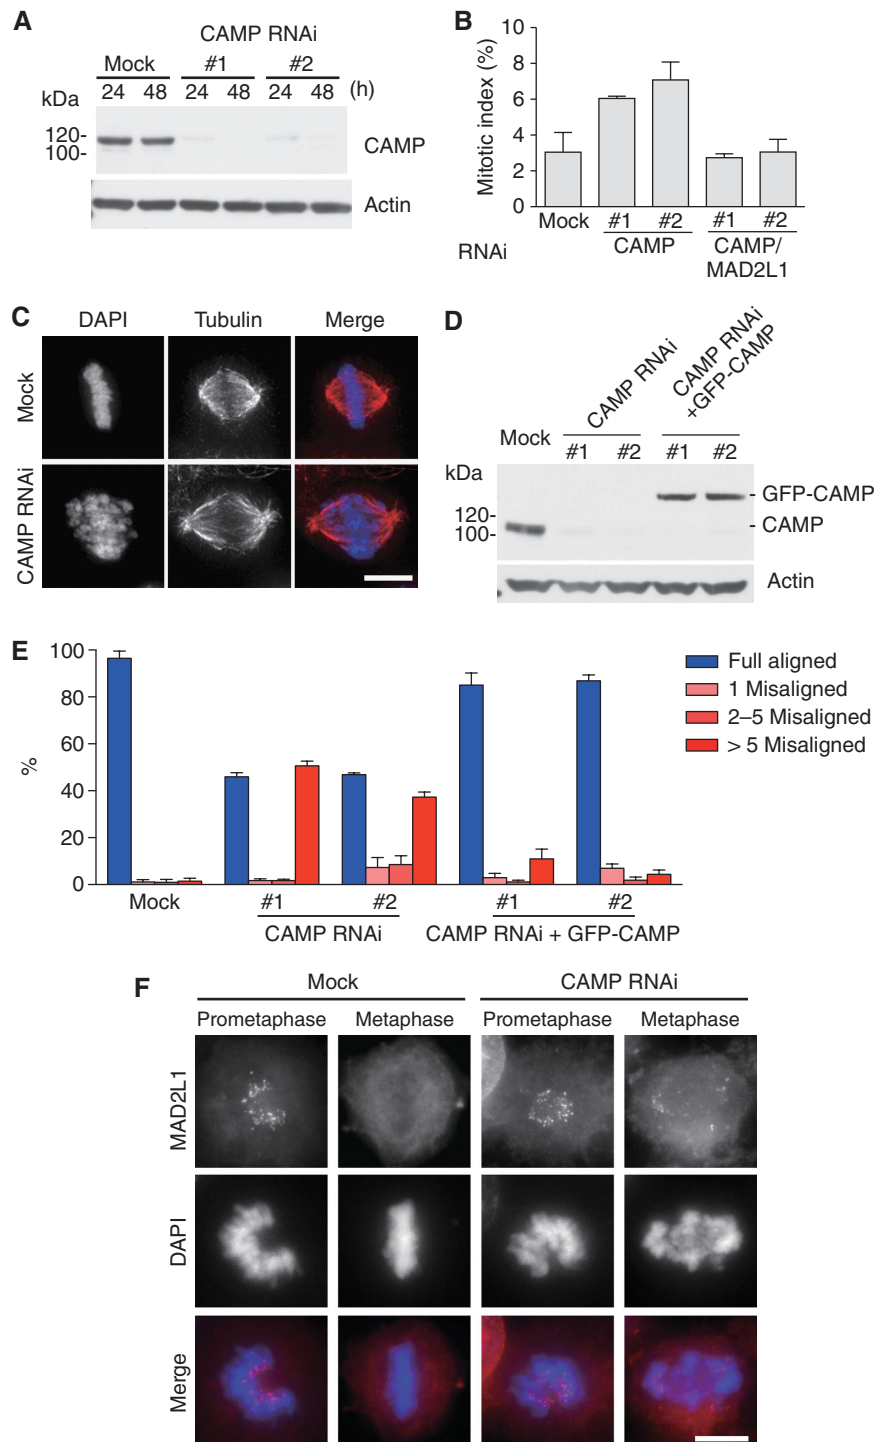 A
CAMP RNAi
Mock #1 #2
24 48 24 48 24 48 (h)
kDa
120-
100-
CAMP
Actin
B
Mitotic index (%)
10
8
6
4
2
0
Mock #1 #2 #1 #2
RNAi
CAMP
CAMP/
MAD2L1
C
DAPI Tubulin Merge
Mock
CAMP RNAi
D
Mock
CAMP RNAi
CAMP RNAi
+GFP-CAMP
#1 #2 #1 #2
kDa
120-
100-
- GFP-CAMP
- CAMP
Actin
E
%
100
80
60
40
20
0
Mock
#1 #2 #1 #2
CAMP RNAi
CAMP RNAi + GFP-CAMP
Full aligned
1 Misaligned
2–5 Misaligned
> 5 Misaligned
F
Mock CAMP RNAi
Prometaphase Metaphase Prometaphase Metaphase
MAD2L1
DAPI
Merge